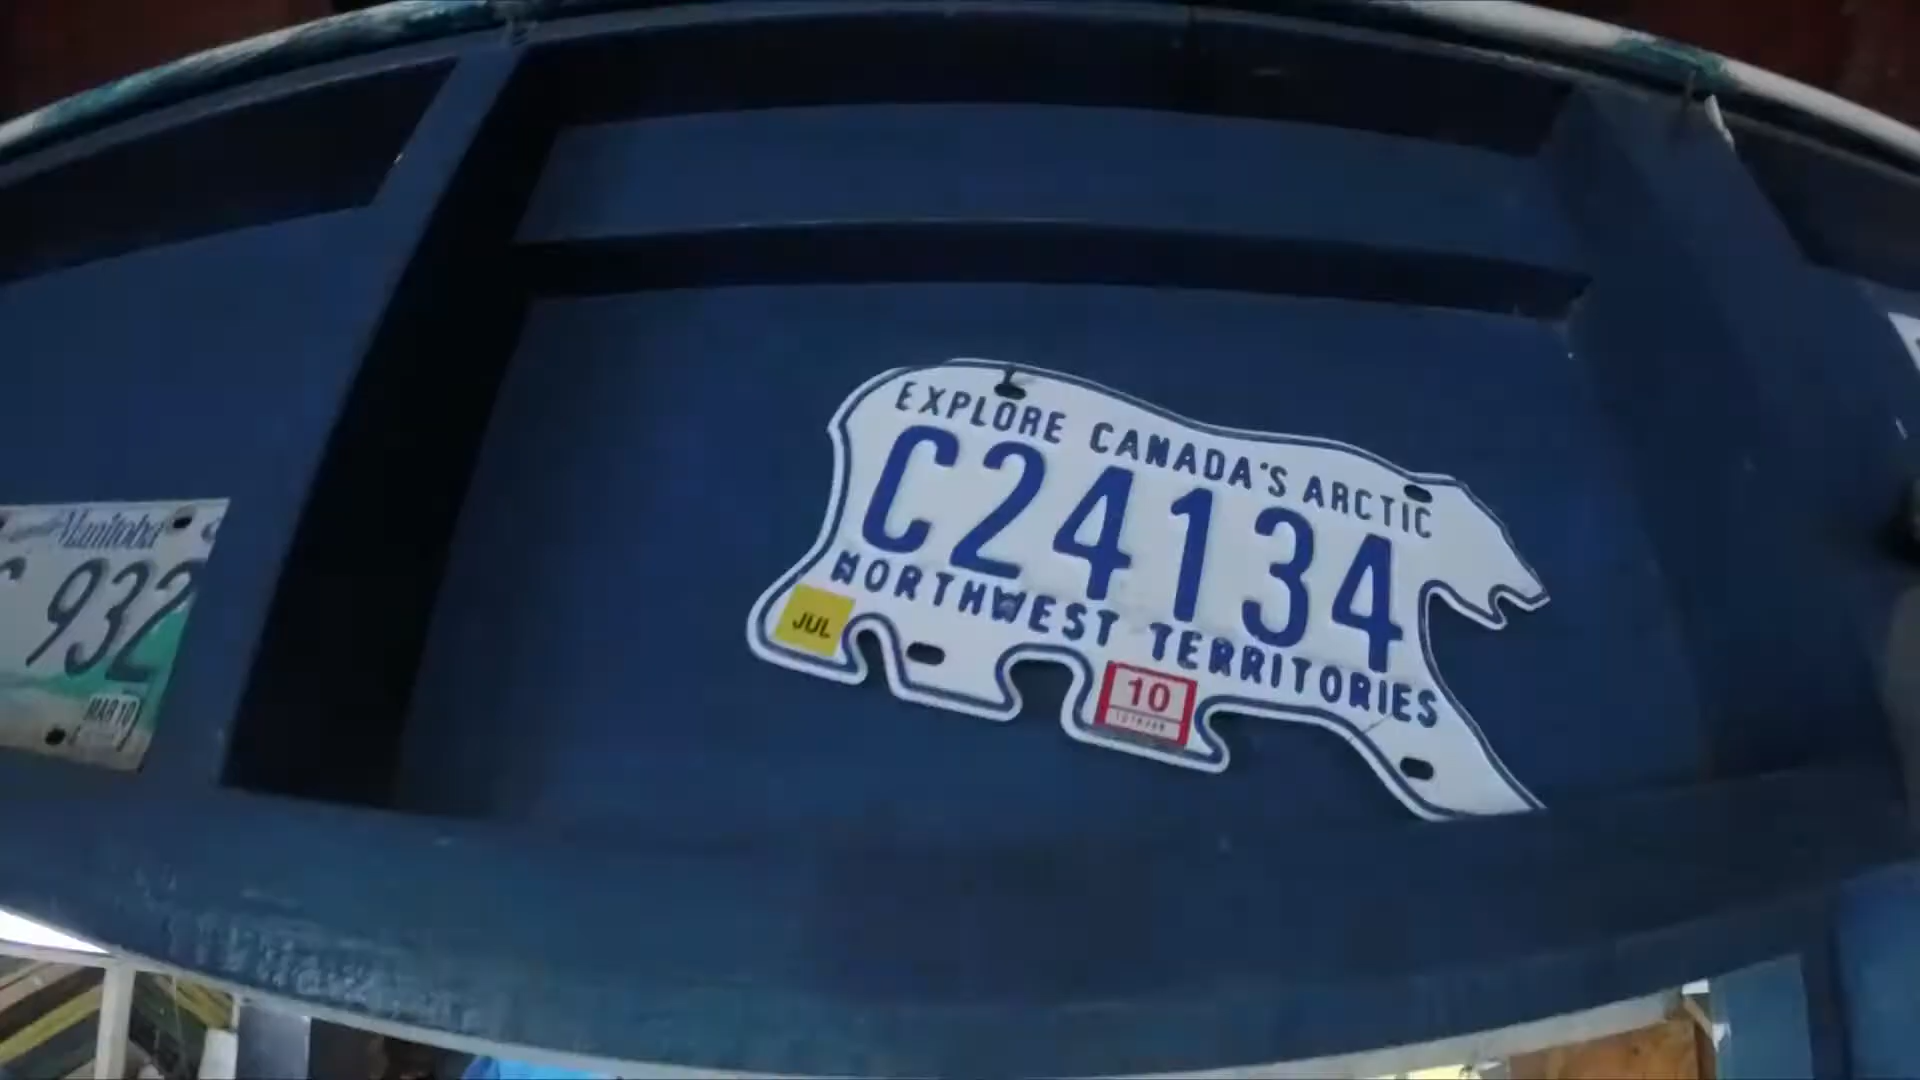 EXPLORE CANADA'S ARCTIC
C24134
NORTHWEST TERRITORIES
JUL
10
Manitoba
932
MAR 10